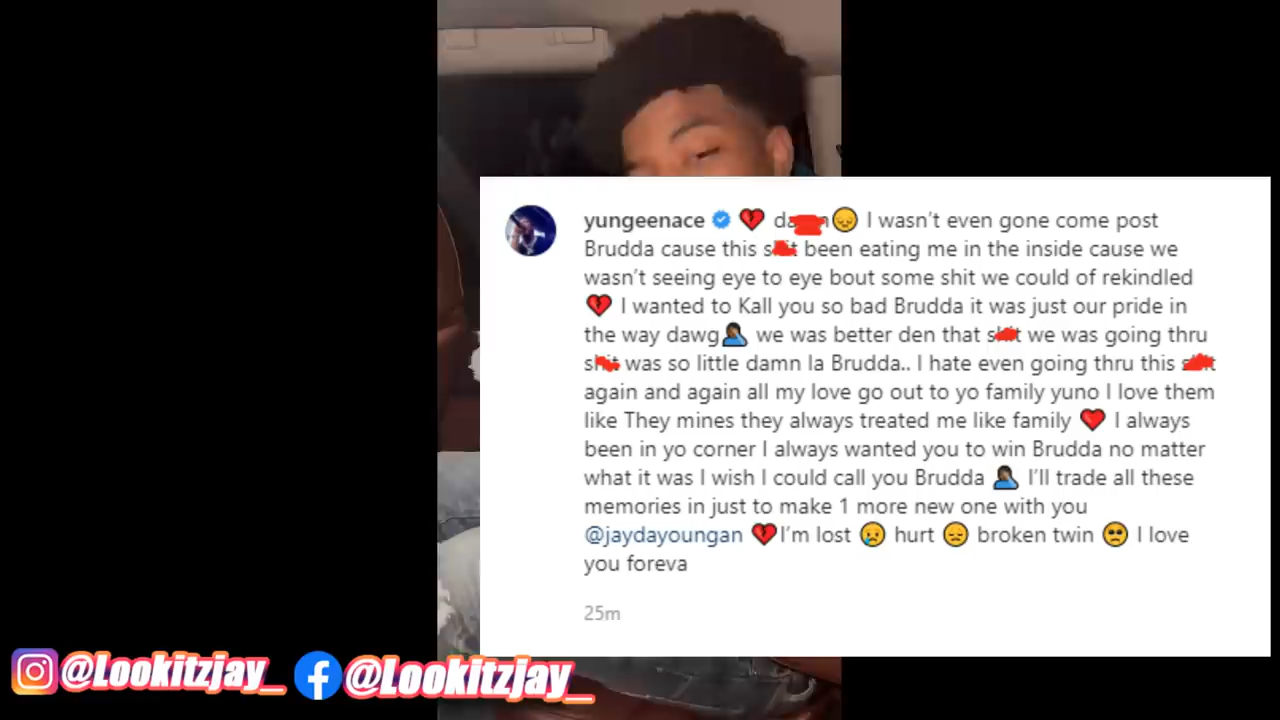 yungeenace 💔 da😞 I wasn't even gone come post
Brudda cause this s been eating me in the inside cause we
wasn't seeing eye to eye bout some shit we could of rekindled
💔 I wanted to Kall you so bad Brudda it was just our pride in
the way dawg🤦🏿‍♂️ we was better den that we was going thru
was so little damn la Brudda.. I hate even going thru this
again and again all my love go out to yo family yuno I love them
like They mines they always treated me like family ❤️ I always
been in yo corner I always wanted you to win Brudda no matter
what it was I wish I could call you Brudda 🤦🏿‍♂️ I'll trade all these
memories in just to make 1 more new one with you
@jaydayoungan 💔I'm lost 😢 hurt 😞 broken twin 🥺 I love
you foreva
25m
@Lookitzjay_ @Lookitzjay_